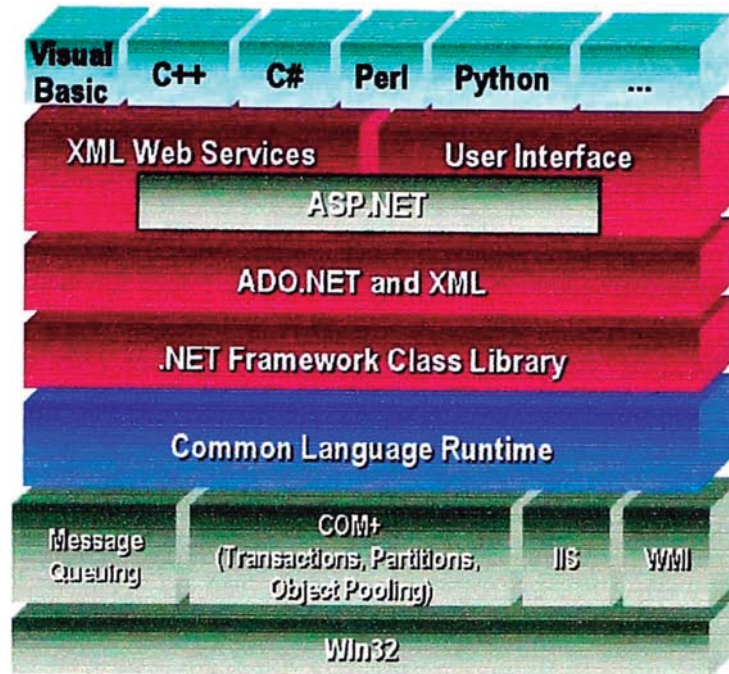 Visual
Basic
C++
C#
Perl
Python
...
XML Web Services
User Interface
ASP.NET
ADO.NET and XML
.NET Framework Class Library
Common Language Runtime
Message
Queuing
COM+
(Transactions, Partitions,
Object Pooling)
IIS
WMI
Win32